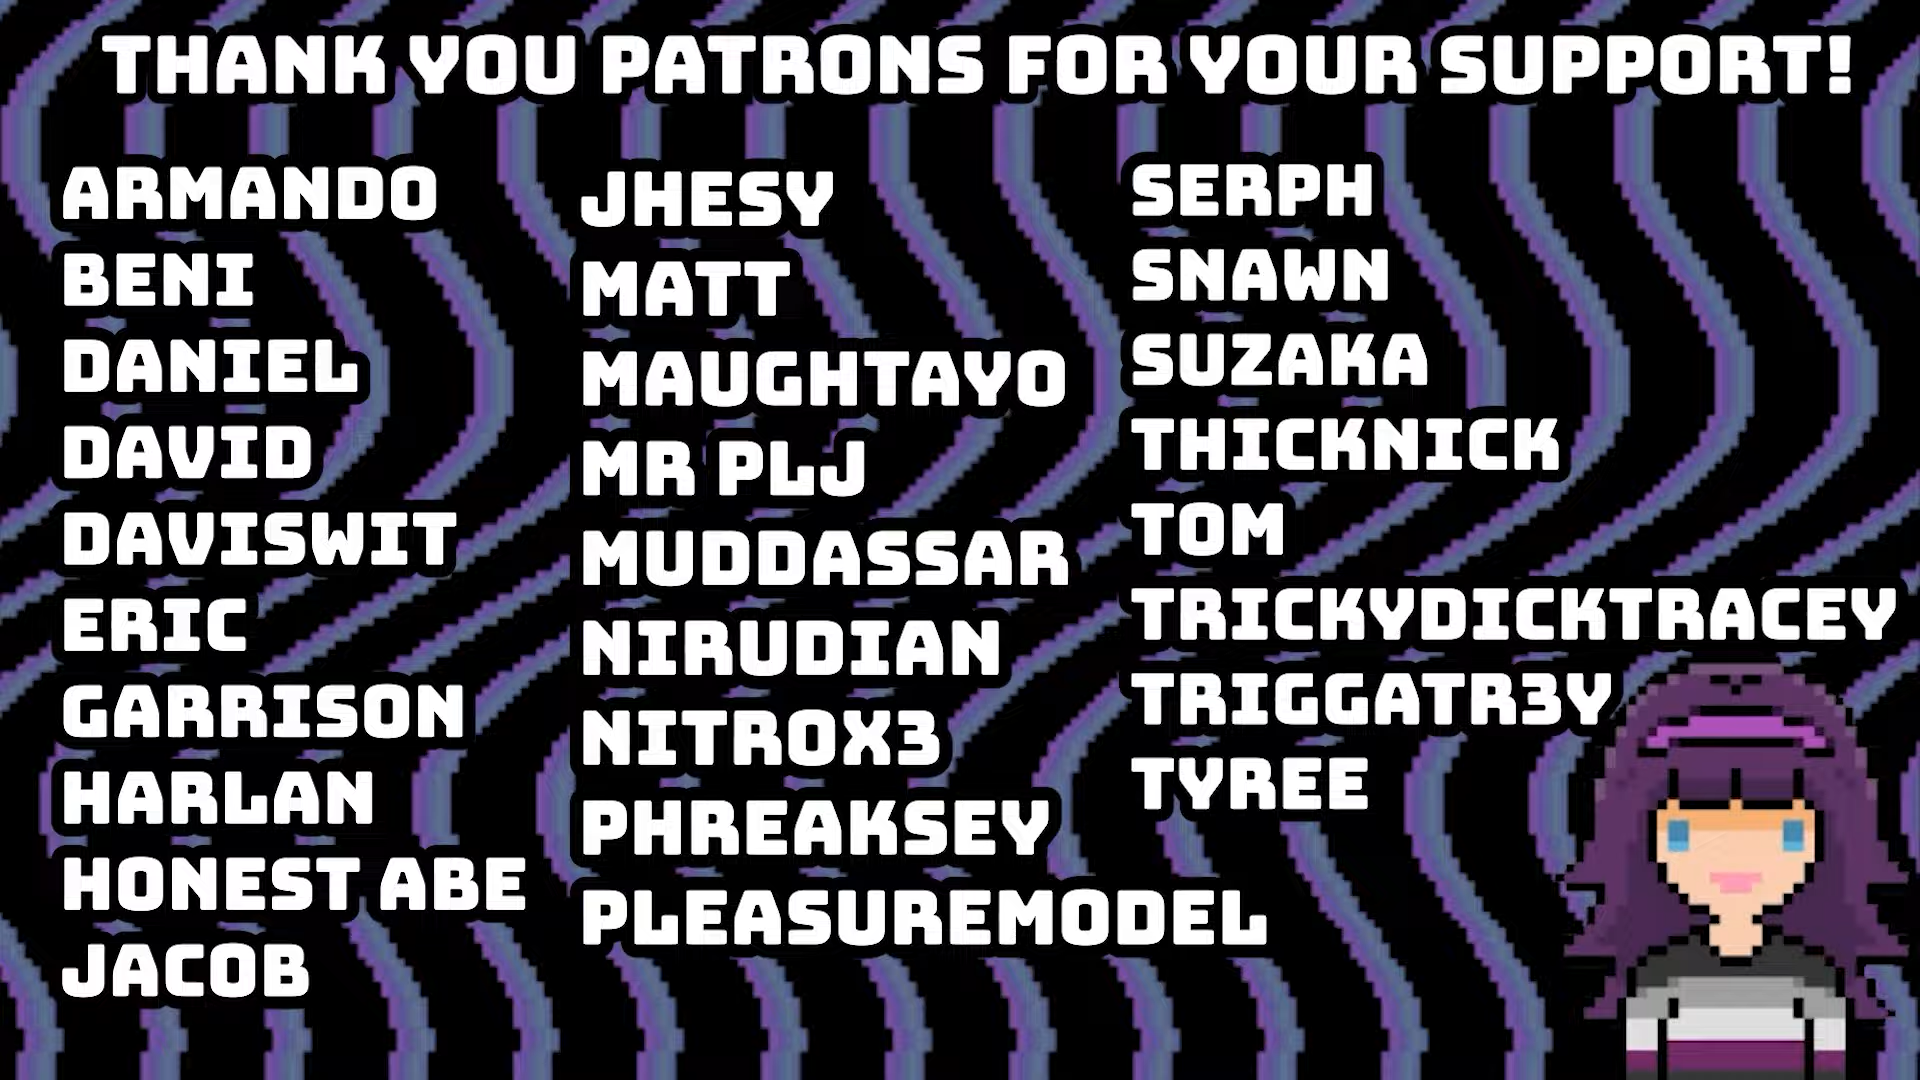 THANK YOU PATRONS FOR YOUR SUPPORT!
ARMANDO
BENI
DANIEL
DAVID
DAVISWIT
ERIC
GARRISON
HARLAN
HONEST ABE
JACOB
JHESY
MATT
MAUGHTAYO
MR PLJ
MUDDASSAR
NIRUDIAN
NITROX3
PHREAKSEY
PLEASUREMODEL
SERPH
SNAWN
SUZAKA
THICKNICK
TOM
TRICKYDICKTRACEY
TRIGGATR3Y
TYREE